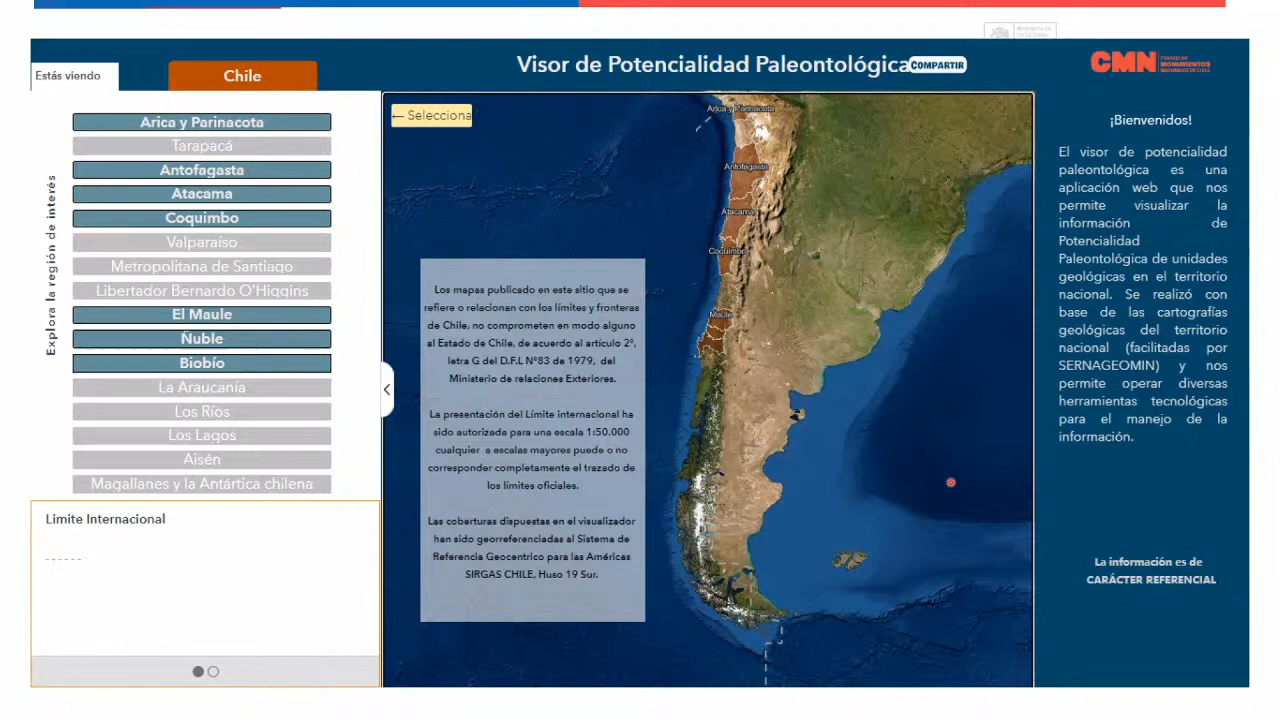 Estás viendo
Chile
Visor de Potencialidad Paleontológica
COMPARTIR
CMN
CONSEJO DE
MONUMENTOS
NACIONALES DE CHILE
Explora la región de interés
Arica y Parinacota
Tarapacá
Antofagasta
Atacama
Coquimbo
Valparaíso
Metropolitana de Santiago
Libertador Bernardo O'Higgins
El Maule
Ñuble
Biobío
La Araucanía
Los Ríos
Los Lagos
Aisén
Magallanes y la Antártica chilena
Limite Internacional
← Selecciona
Arica y Parinacota
Antofagasta
Atacama
Coquimbo
Maule
Los mapas publicado en este sitio que se
refiere o relacionan con los límites y fronteras
de Chile, no comprometen en modo alguno
al Estado de Chile, de acuerdo al artículo 2°,
letra G del D.F.L N°83 de 1979, del
Ministerio de relaciones Exteriores.
La presentación del Límite internacional ha
sido autorizada para una escala 1:50.000
cualquier a escalas mayores puede o no
corresponder completamente el trazado de
los límites oficiales.
Las coberturas dispuestas en el visualizador
han sido georreferenciadas al Sistema de
Referencia Geocentrico para las Américas
SIRGAS CHILE, Huso 19 Sur.
¡Bienvenidos!
El visor de potencialidad
paleontológica es una
aplicación web que nos
permite visualizar la
información de
Potencialidad
Paleontológica de unidades
geológicas en el territorio
nacional. Se realizó con
base de las cartografías
geológicas del territorio
nacional (facilitadas por
SERNAGEOMIN) y nos
permite operar diversas
herramientas tecnológicas
para el manejo de la
información.
La información es de
CARÁCTER REFERENCIAL